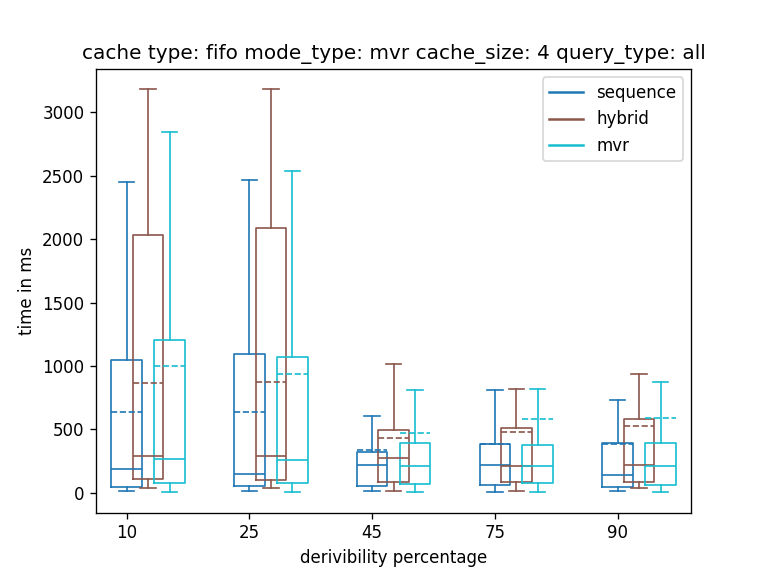 cache type: fifo mode_type: mvr cache_size: 4 query_type: all
sequence
hybrid
mvr
3000
2500
2000
1500
1000
500
0
time in ms
10 25 45 75 90
derivibility percentage